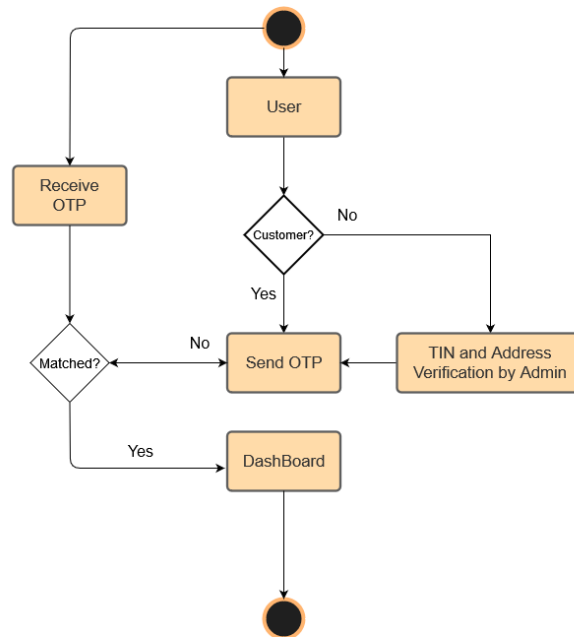 User
Receive
OTP
Customer?
No
Yes
Matched?
No
Send OTP
TIN and Address
Verification by Admin
Yes
DashBoard